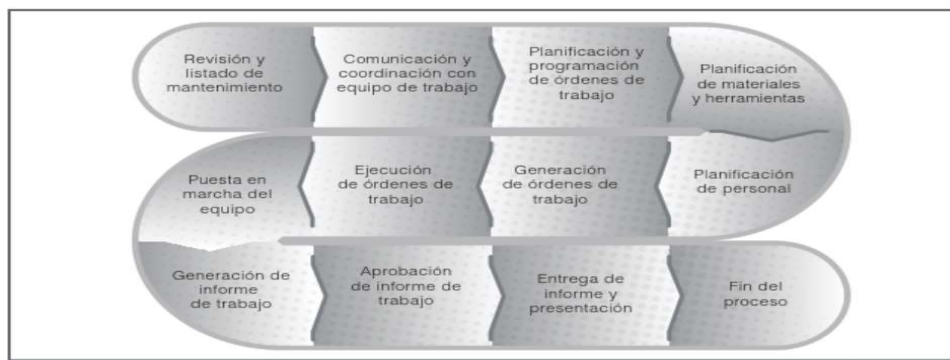 Revisión y
listado de
mantenimiento
Comunicación y
coordinación con
equipo de trabajo
Planificación y
programación
de órdenes de
trabajo
Planificación
de materiales
y herramientas
Planificación
de personal
Generación
de órdenes de
trabajo
Ejecución
de órdenes de
trabajo
Puesta en
marcha del
equipo
Generación de
informe
de trabajo
Aprobación
de informe de
trabajo
Entrega de
informe y
presentación
Fin del
proceso